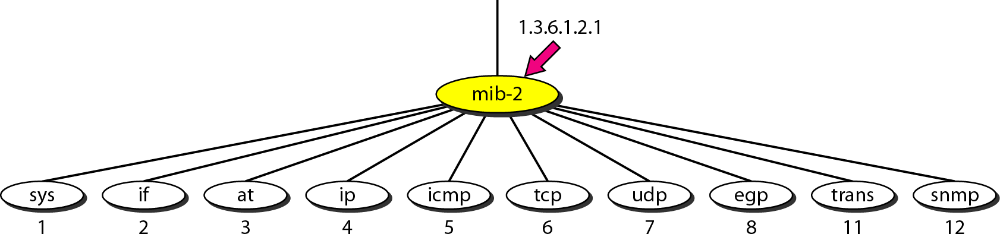 1.3.6.1.2.1
mib-2
sys if at ip icmp tcp udp egp trans snmp
1 2 3 4 5 6 7 8 11 12